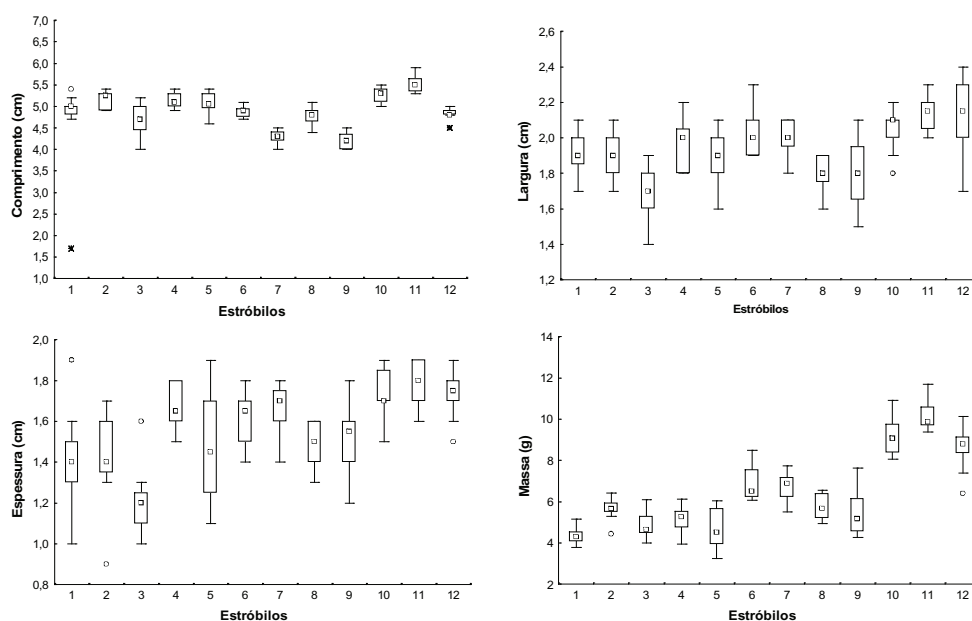 Comprimento (cm)
7,0
6,5
6,0
5,5
5,0
4,5
4,0
3,5
3,0
2,5
2,0
1,5
1,0
1 2 3 4 5 6 7 8 9 10 11 12
Estróbilos
Largura (cm)
2,6
2,4
2,2
2,0
1,8
1,6
1,4
1,2
1 2 3 4 5 6 7 8 9 10 11 12
Estróbilos
Espessura (cm)
2,0
1,8
1,6
1,4
1,2
1,0
0,8
1 2 3 4 5 6 7 8 9 10 11 12
Estróbilos
Massa (g)
14
12
10
8
6
4
2
1 2 3 4 5 6 7 8 9 10 11 12
Estróbilos